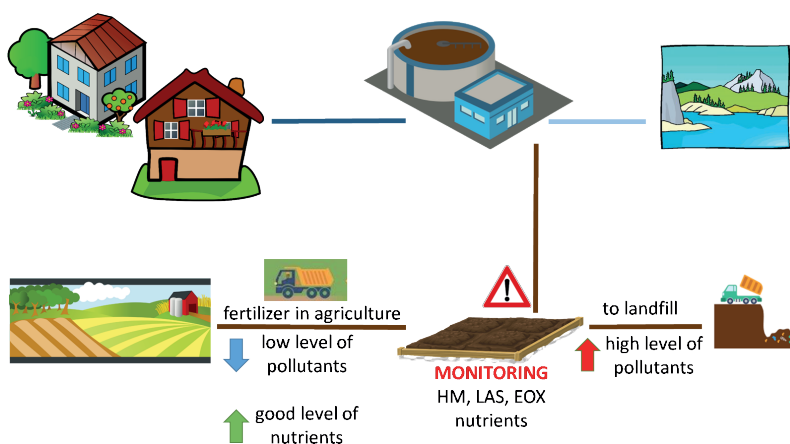 fertilizer in agriculture
low level of
pollutants
good level of
nutrients
MONITORING
HM, LAS, EOX
nutrients
to landfill
high level of
pollutants